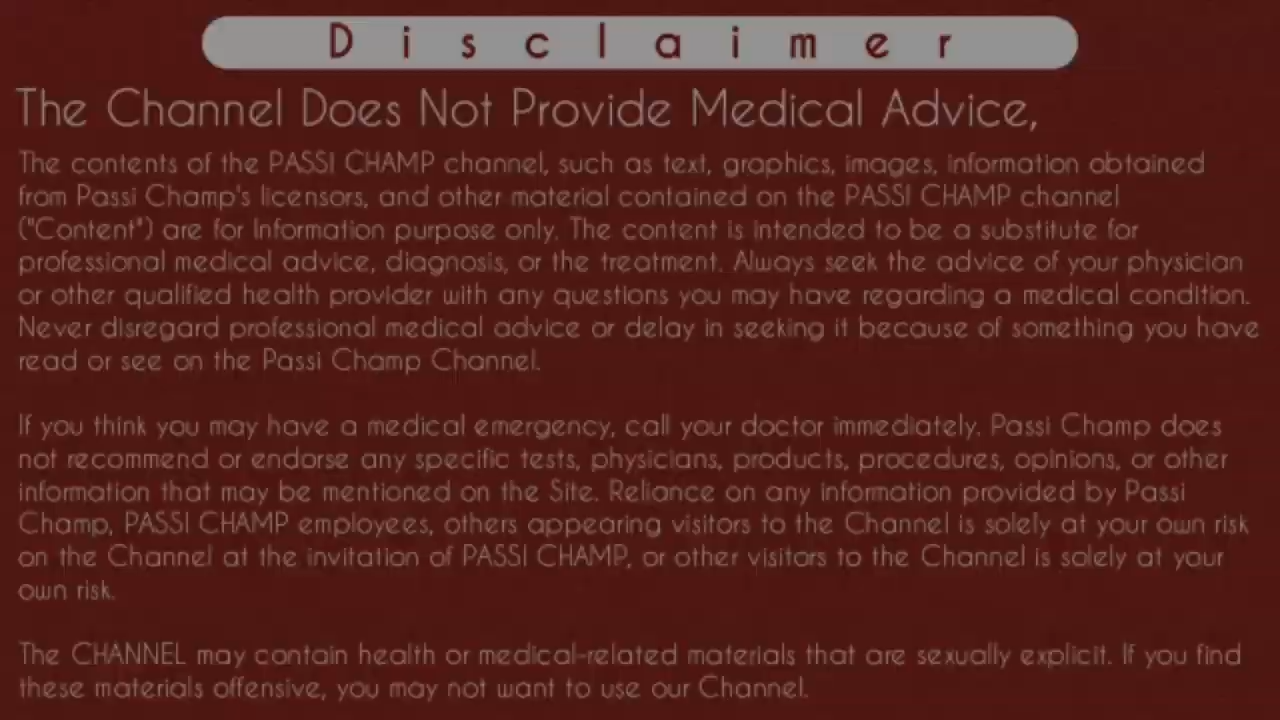 Disclaimer
The Channel Does Not Provide Medical Advice,
The contents of the PASSI CHAMP channel, such as text, graphics, images, information obtained
from Passi Champ's licensors, and other material contained on the PASSI CHAMP channel
("Content") are for Information purpose only. The content is intended to be a substitute for
professional medical advice, diagnosis, or the treatment. Always seek the advice of your physician
or other qualified health provider with any questions you may have regarding a medical condition.
Never disregard professional medical advice or delay in seeking it because of something you have
read or see on the Passi Champ Channel.
If you think you may have a medical emergency, call your doctor immediately. Passi Champ does
not recommend or endorse any specific tests, physicians, products, procedures, opinions, or other
information that may be mentioned on the Site. Reliance on any information provided by Passi
Champ, PASSI CHAMP employees, others appearing visitors to the Channel is solely at your own risk
on the Channel at the invitation of PASSI CHAMP, or other visitors to the Channel is solely at your
own risk.
The CHANNEL may contain health or medical-related materials that are sexually explicit. If you find
these materials offensive, you may not want to use our Channel.